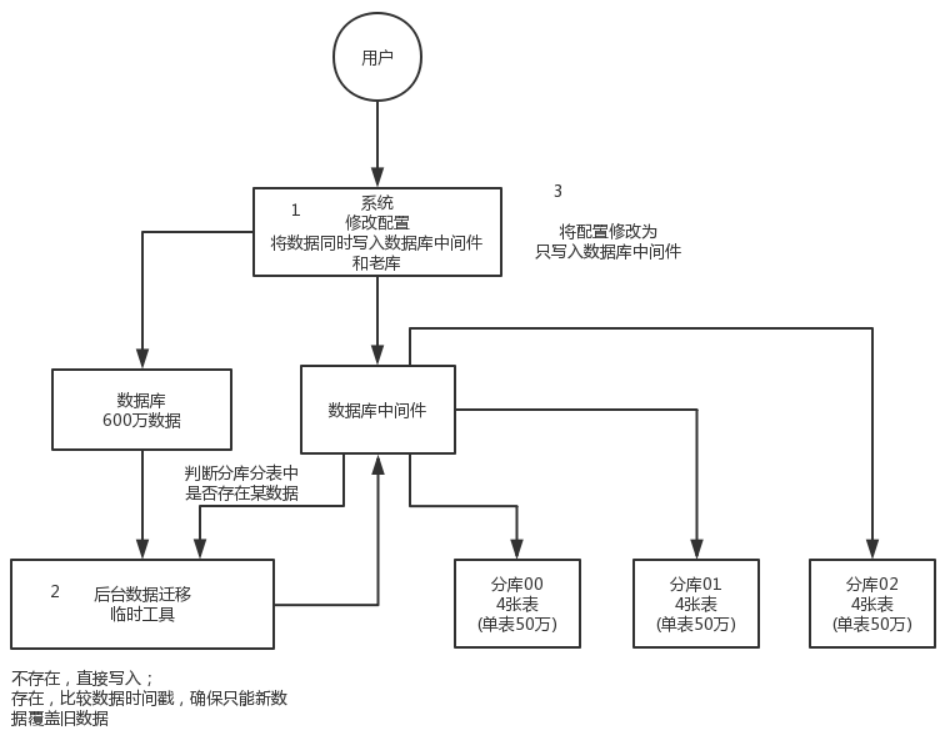 用户
1
系统
修改配置
将数据同时写入数据库中间件
和老库
3
将配置修改为
只写入数据库中间件
数据库
600万数据
数据库中间件
判断分库分表中
是否存在某数据
2
后台数据迁移
临时工具
分库00
4张表
(单表50万)
分库01
4张表
(单表50万)
分库02
4张表
(单表50万)
不存在，直接写入；
存在，比较数据时间戳，确保只能新数
据覆盖旧数据